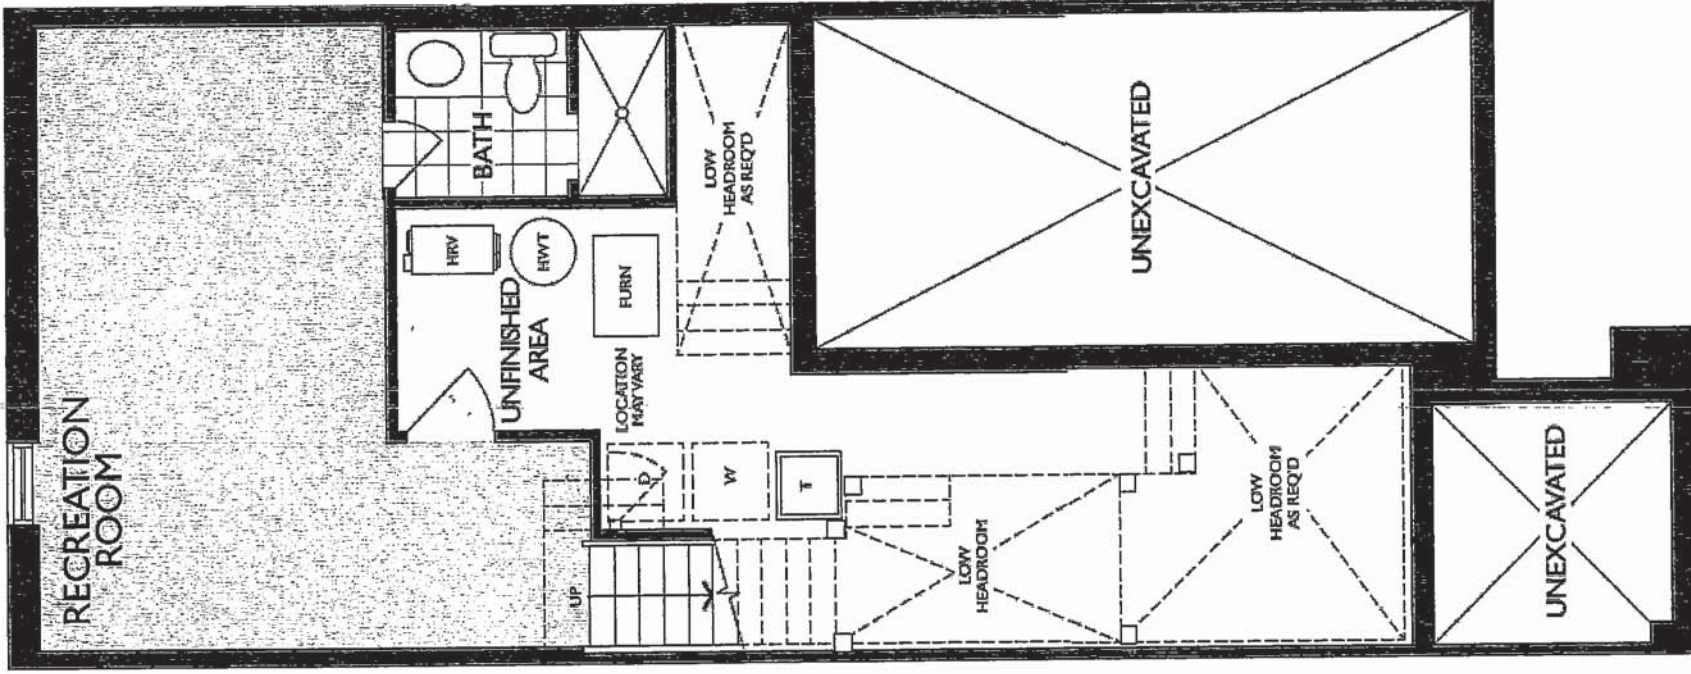 RECREATION
ROOM
BATH
HRV
HWT
UNFINISHED
AREA
FURN
LOCATION
MAY VARY
LOW
HEADROOM
AS REQ'D
UNEXCAVATED
D
W
T
UP
LOW
HEADROOM
LOW
HEADROOM
AS REQ'D
UNEXCAVATED